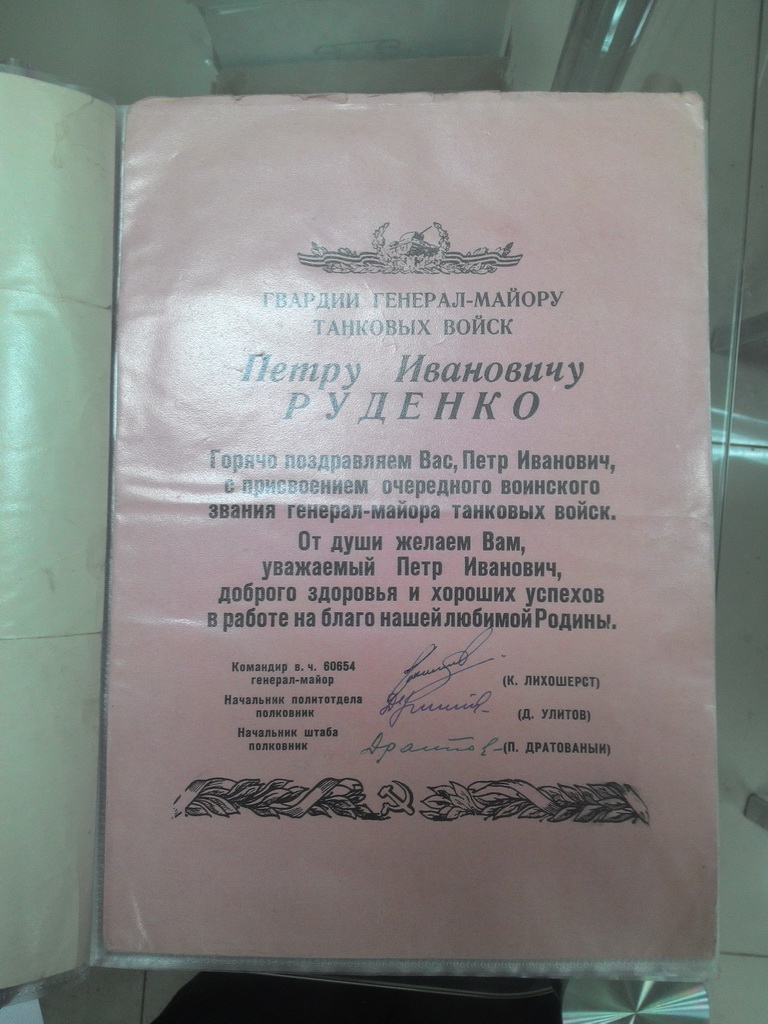 ГВАРДИИ ГЕНЕРАЛ-МАЙОРУ
ТАНКОВЫХ ВОЙСК
Петру Ивановичу
РУДЕНКО
Горячо поздравляем Вас, Петр Иванович,
с присвоением очередного воинского
звания генерал-майора танковых войск.
От души желаем Вам,
уважаемый Петр Иванович,
доброго здоровья и хороших успехов
в работе на благо нашей любимой Родины.
Командир в. ч. 60654
генерал-майор (К. ЛИХОШЕРСТ)
Начальник политотдела
полковник (Д. УЛИТОВ)
Начальник штаба
полковник (П. ДРАТОВАНЫЙ)